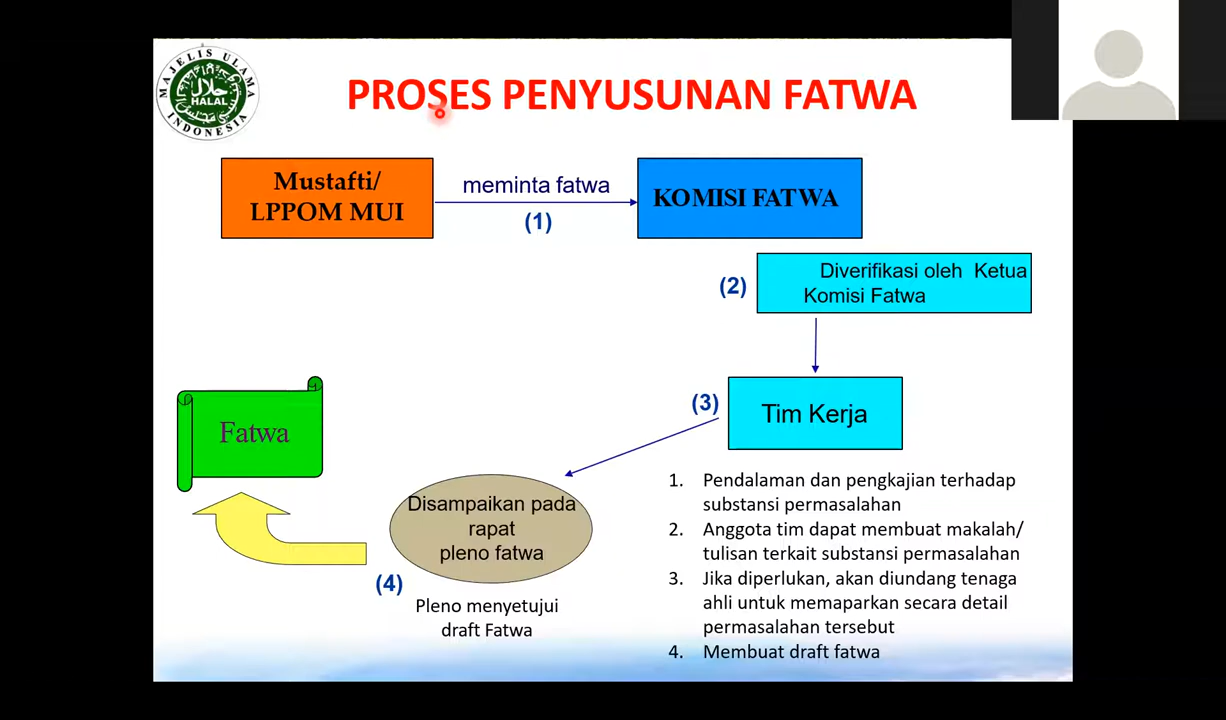 MAJELIS ULAMA
حلال
HALAL
INDONESIA
PROSES PENYUSUNAN FATWA
Mustafti/
LPPOM MUI
meminta fatwa
(1)
KOMISI FATWA
(2)
Diverifikasi oleh Ketua
Komisi Fatwa
(3)
Tim Kerja
Fatwa
Disampaikan pada
rapat
pleno fatwa
(4)
Pleno menyetujui
draft Fatwa
1. Pendalaman dan pengkajian terhadap
substansi permasalahan
2. Anggota tim dapat membuat makalah/
tulisan terkait substansi permasalahan
3. Jika diperlukan, akan diundang tenaga
ahli untuk memaparkan secara detail
permasalahan tersebut
4. Membuat draft fatwa